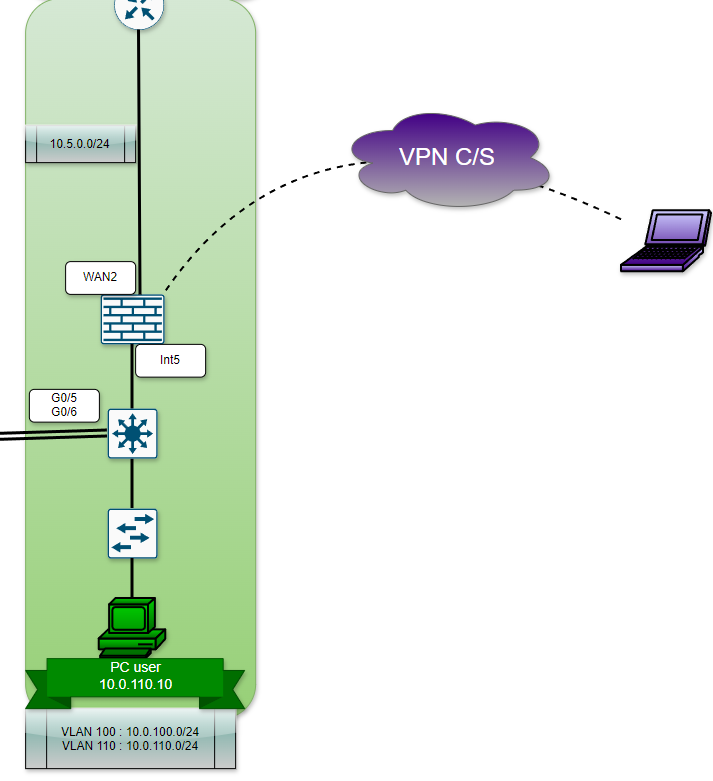 10.5.0.0/24
VPN C/S
WAN2
Int5
G0/5
G0/6
PC user
10.0.110.10
VLAN 100 : 10.0.100.0/24
VLAN 110 : 10.0.110.0/24